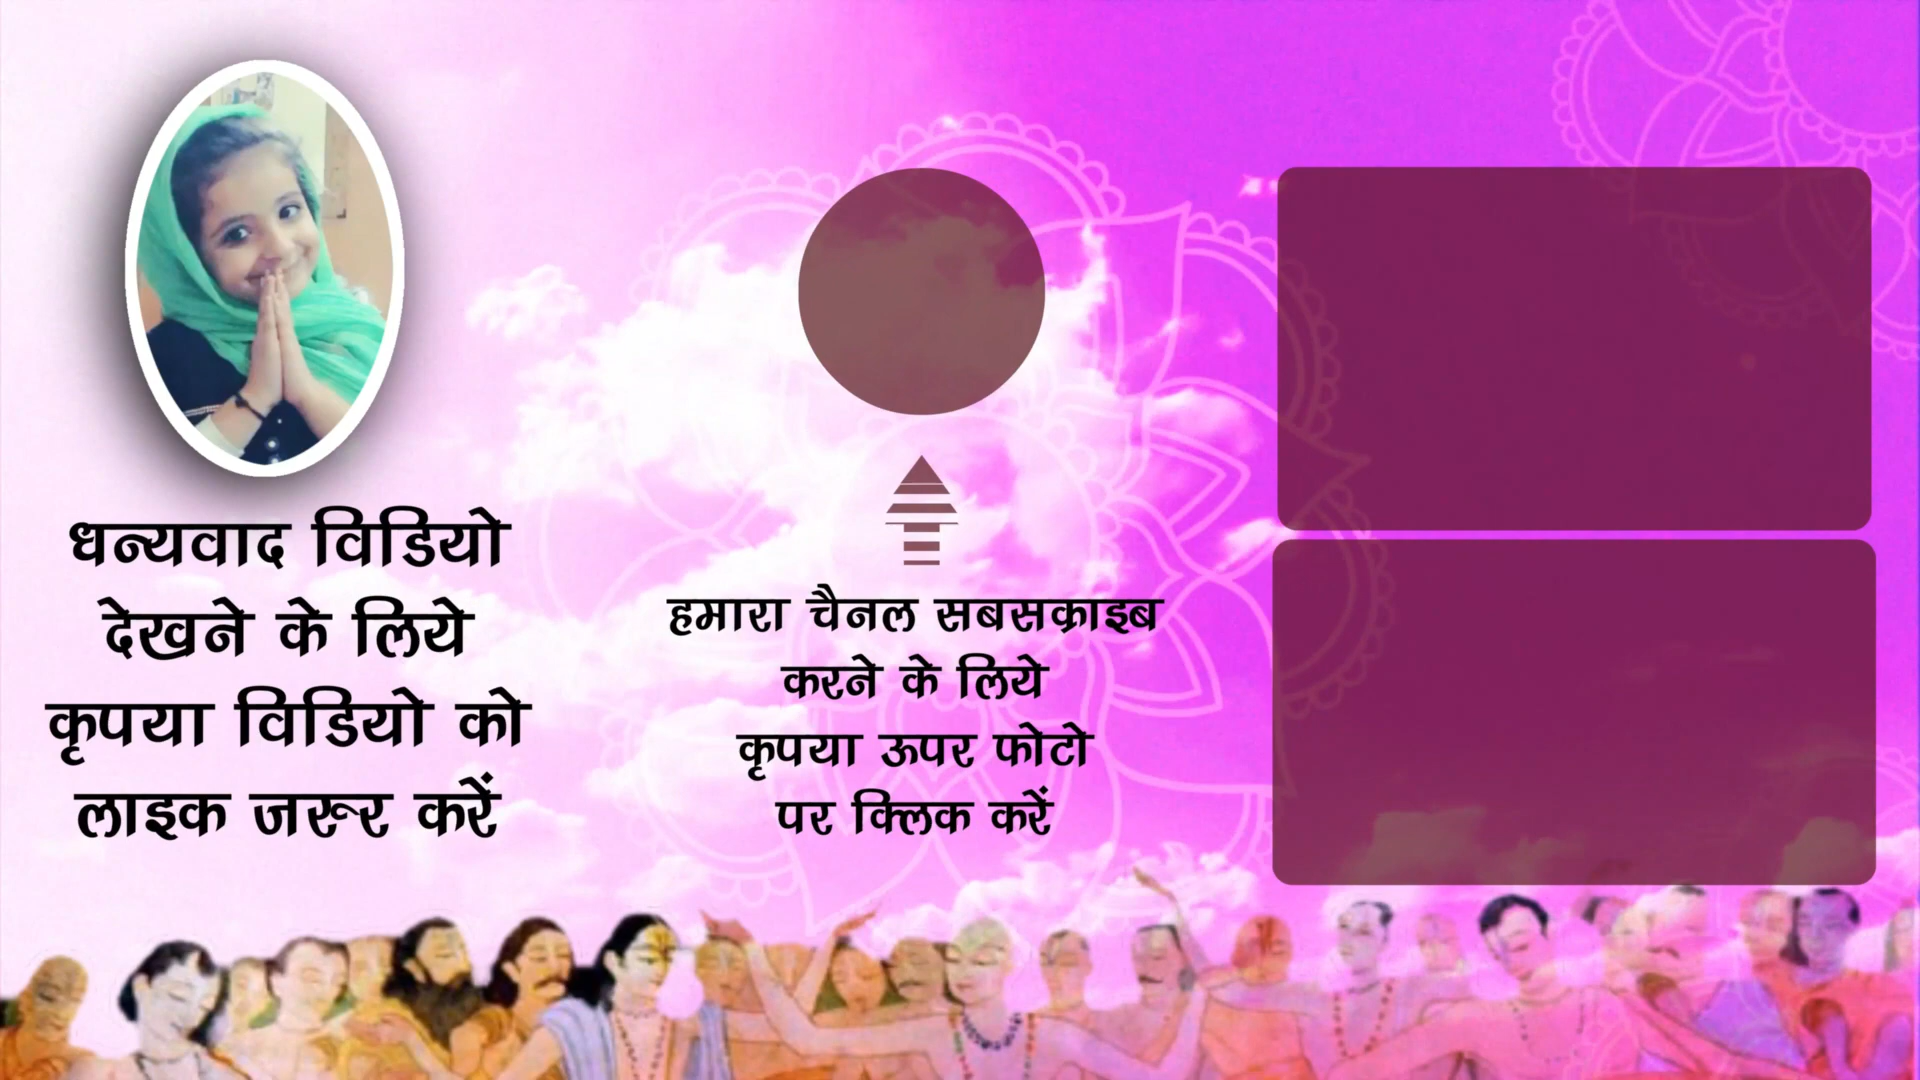 धन्यवाद विडियो
देखने के लिये
कृपया विडियो को
लाइक जरूर करें
हमारा चैनल सबसक्राइब
करने के लिये
कृपया ऊपर फोटो
पर क्लिक करें